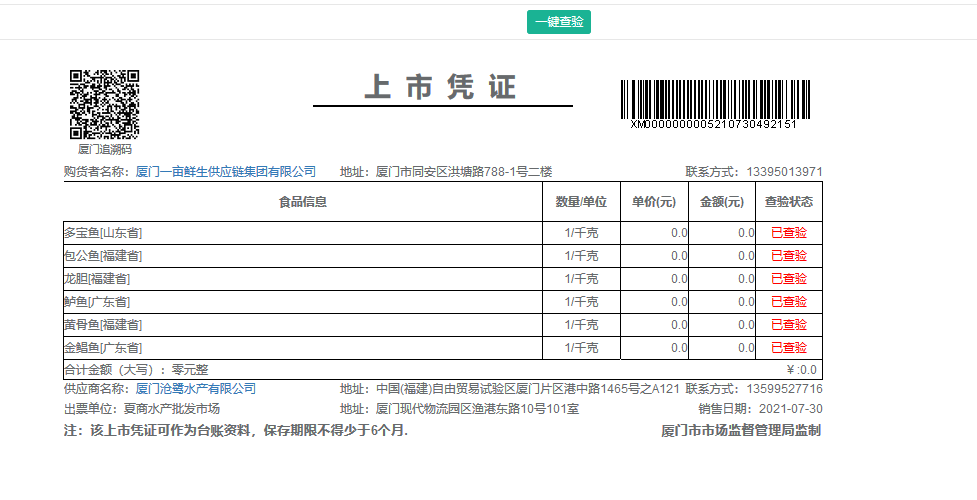 一键查验
上市凭证
XM0000000005210730492151
厦门追溯码
购货者名称：厦门一亩鲜生供应链集团有限公司 地址：厦门市同安区洪塘路788-1号二楼 联系方式：13395013971
食品信息 数量/单位 单价(元) 金额(元) 查验状态
多宝鱼[山东省] 1/千克 0.0 0.0 已查验
包公鱼[福建省] 1/千克 0.0 0.0 已查验
龙胆[福建省] 1/千克 0.0 0.0 已查验
鲈鱼[广东省] 1/千克 0.0 0.0 已查验
黄骨鱼[福建省] 1/千克 0.0 0.0 已查验
金鲳鱼[广东省] 1/千克 0.0 0.0 已查验
合计金额（大写）：零元整 ￥:0.0
供应商名称：厦门沧鹭水产有限公司 地址：中国(福建)自由贸易试验区厦门片区港中路1465号之A121 联系方式：13599527716
出票单位：夏商水产批发市场 地址：厦门现代物流园区渔港东路10号101室 销售日期：2021-07-30
注：该上市凭证可作为台账资料，保存期限不得少于6个月. 厦门市市场监督管理局监制